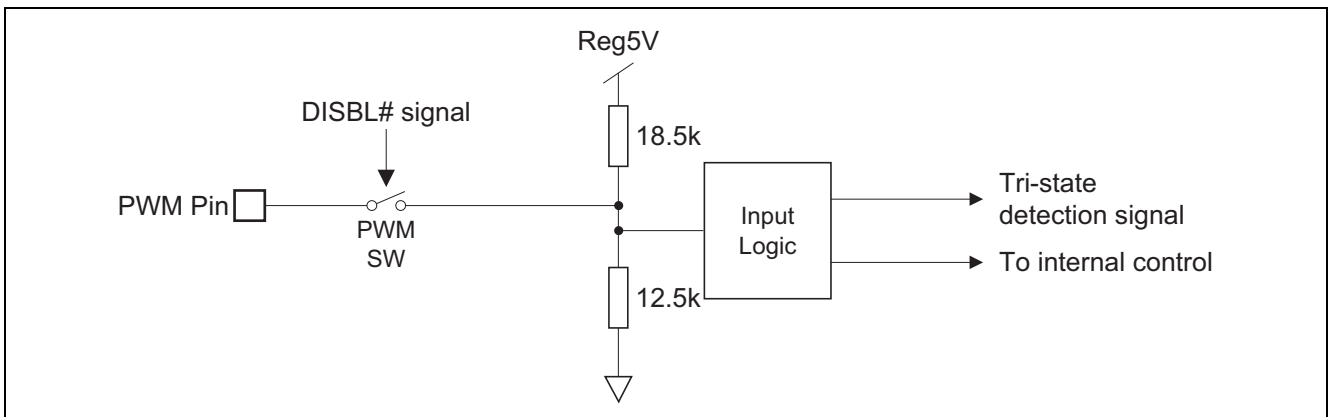 Reg5V
DISBL# signal
18.5k
PWM Pin
PWM
SW
Input
Logic
Tri-state
detection signal
To internal control
12.5k